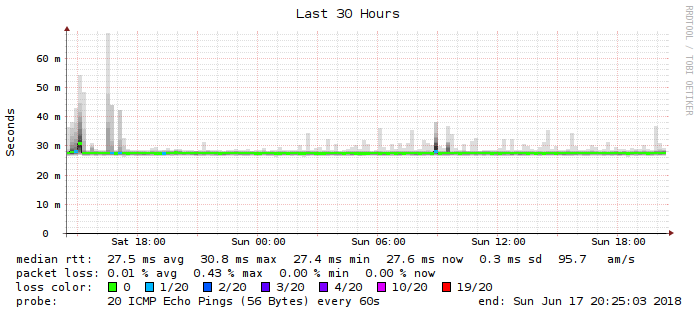 Last 30 Hours
RRDTOOL / TOBI OETIKER
Seconds
60 m
50 m
40 m
30 m
20 m
10 m
0
Sat 18:00 Sun 00:00 Sun 06:00 Sun 12:00 Sun 18:00
median rtt: 27.5 ms avg 30.8 ms max 27.4 ms min 27.6 ms now 0.3 ms sd 95.7 am/s
packet loss: 0.01 % avg 0.43 % max 0.00 % min 0.00 % now
loss color: 0 1/20 2/20 3/20 4/20 10/20 19/20
probe: 20 ICMP Echo Pings (56 Bytes) every 60s end: Sun Jun 17 20:25:03 2018